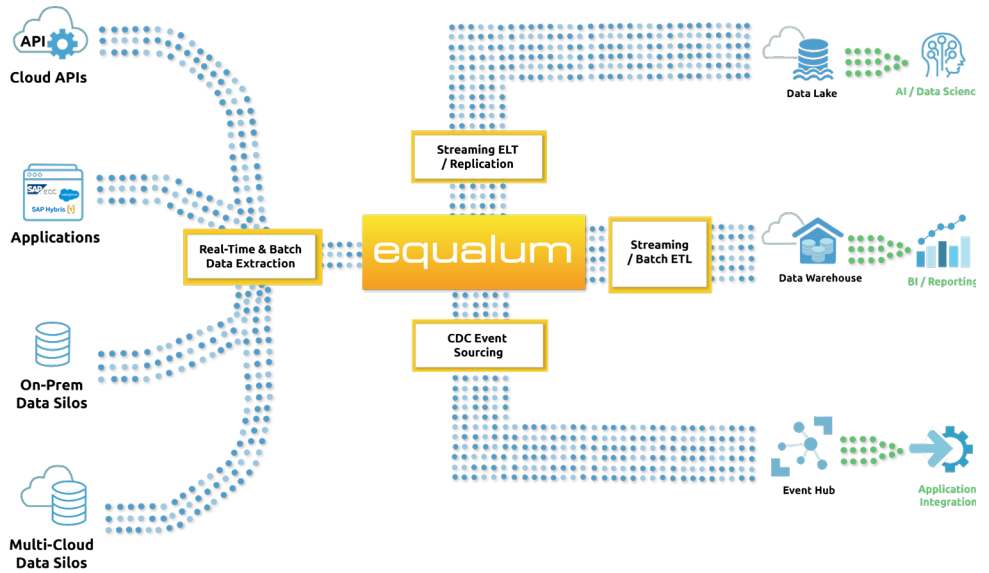 API
Cloud APIs
SAP ECC
salesforce
SAP Hybris
Applications
On-Prem
Data Silos
Multi-Cloud
Data Silos
Real-Time & Batch
Data Extraction
equalum
Streaming ELT
/ Replication
Streaming
/ Batch ETL
CDC Event
Sourcing
Data Lake
AI / Data Scienc
Data Warehouse
BI / Reporting
Event Hub
Application
Integration